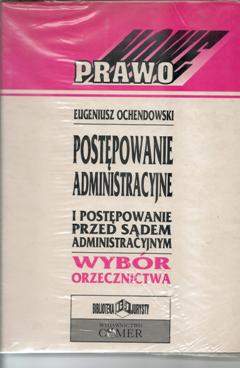 NOWE
PRAWO
EUGENIUSZ OCHENDOWSKI
POSTĘPOWANIE
ADMINISTRACYJNE
I POSTĘPOWANIE
PRZED SĄDEM
ADMINISTRACYJNYM
WYBÓR
ORZECZNICTWA
BIBLIOTEKA JURYSTY
WYDAWNICTWO
COMER